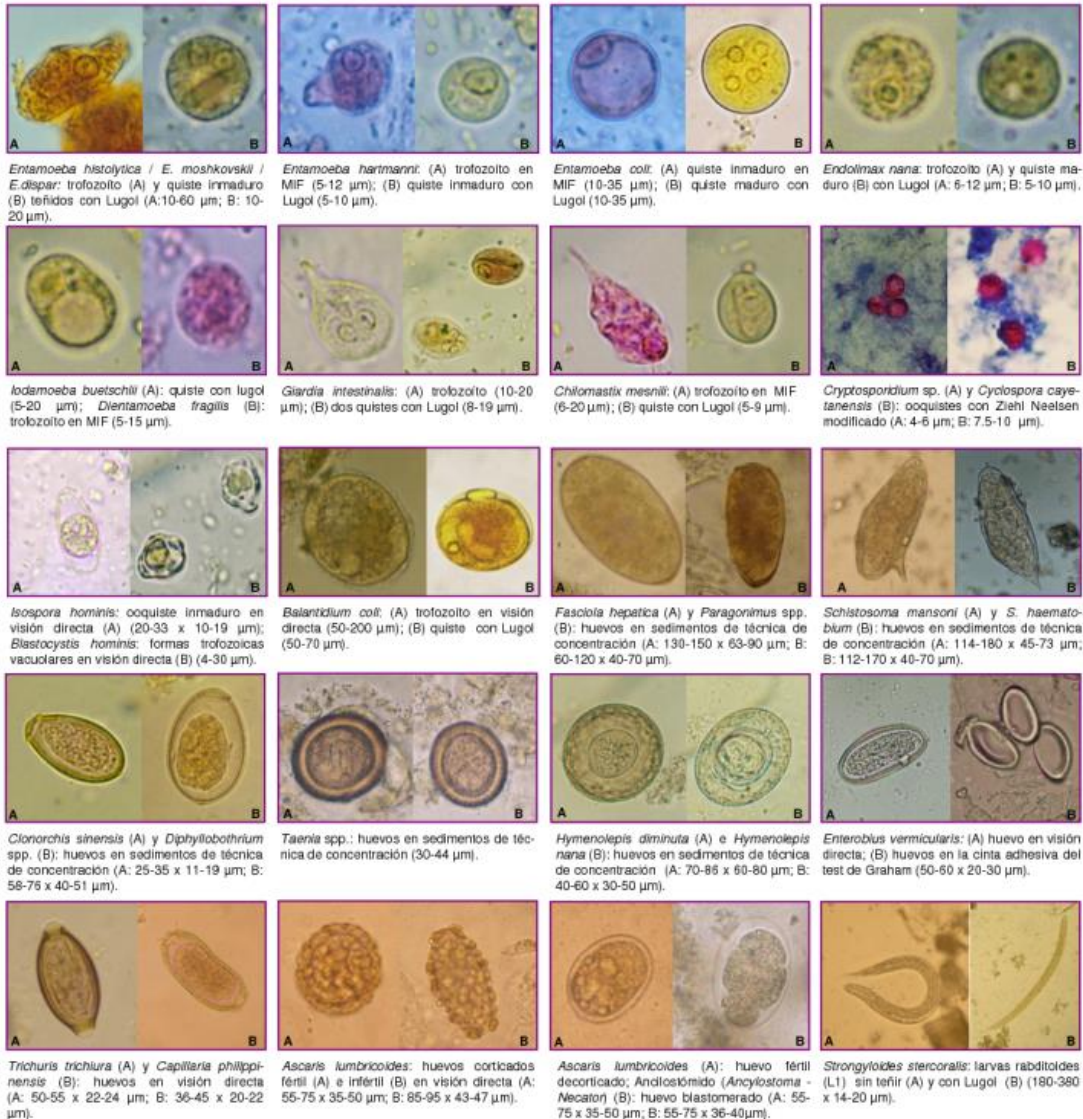 A B A B A B A B
Entamoeba histolytica / E. moshkovskii /
E.dispar: trofozoíto (A) y quiste inmaduro
(B) teñidos con Lugol (A:10-60 µm; B: 10-
20 µm).
Entamoeba hartmanni: (A) trofozoíto en
MIF (5-12 µm); (B) quiste inmaduro con
Lugol (5-10 µm).
Entamoeba coli: (A) quiste inmaduro en
MIF (10-35 µm); (B) quiste maduro con
Lugol (10-35 µm).
Endolimax nana: trofozoíto (A) y quiste ma-
duro (B) con Lugol (A: 6-12 µm; B: 5-10 µm).
A B A B A B A B
Iodamoeba buetschlii (A): quiste con lugol
(5-20 µm); Dientamoeba fragilis (B):
trofozoíto en MIF (5-15 µm).
Giardia intestinalis: (A) trofozoíto (10-20
µm); (B) dos quistes con Lugol (8-19 µm).
Chilomastix mesnili: (A) trofozoíto en MIF
(6-20 µm); (B) quiste con Lugol (5-9 µm).
Cryptosporidium sp. (A) y Cyclospora caye-
tanensis (B): ooquistes con Ziehl Neelsen
modificado (A: 4-6 µm; B: 7.5-10 µm).
A B A B A B A B
Isospora hominis: ooquiste inmaduro en
visión directa (A) (20-33 x 10-19 µm);
Blastocystis hominis: formas trofozoicas
vacuolares en visión directa (B) (4-30 µm).
Balantidium coli: (A) trofozoíto en visión
directa (50-200 µm); (B) quiste con Lugol
(50-70 µm).
Fasciola hepatica (A) y Paragonimus spp.
(B): huevos en sedimentos de técnica de
concentración (A: 130-150 x 63-90 µm; B:
60-120 x 40-70 µm).
Schistosoma mansoni (A) y S. haemato-
bium (B): huevos en sedimentos de técnica
de concentración (A: 114-180 x 45-73 µm;
B: 112-170 x 40-70 µm).
A B A B A B A B
Clonorchis sinensis (A) y Diphyllobothrium
spp. (B): huevos en sedimentos de técnica
de concentración (A: 25-35 x 11-19 µm; B:
58-76 x 40-51 µm).
Taenia spp.: huevos en sedimentos de téc-
nica de concentración (30-44 µm).
Hymenolepis diminuta (A) e Hymenolepis
nana (B): huevos en sedimentos de técnica
de concentración (A: 70-86 x 60-80 µm; B:
40-60 x 30-50 µm).
Enterobius vermicularis: (A) huevo en visión
directa; (B) huevos en la cinta adhesiva del
test de Graham (50-60 x 20-30 µm).
A B A B A B A B
Trichuris trichiura (A) y Capillaria philippi-
nensis (B): huevos en visión directa
(A: 50-55 x 22-24 µm; B: 36-45 x 20-22
µm).
Ascaris lumbricoides: huevos corticados
fértil (A) e infértil (B) en visión directa (A:
55-75 x 35-50 µm; B: 85-95 x 43-47 µm).
Ascaris lumbricoides (A): huevo fértil
decorticado; Ancilostómido (Ancylostoma -
Necator) (B): huevo blastomerado (A: 55-
75 x 35-50 µm; B: 55-75 x 36-40µm).
Strongyloides stercoralis: larvas rabditoides
(L1) sin teñir (A) y con Lugol (B) (180-380
x 14-20 µm).